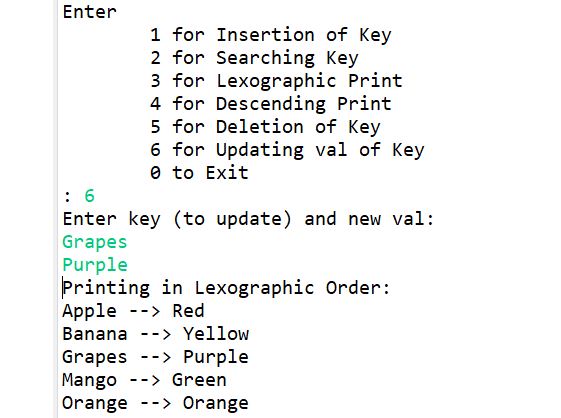 Enter
1 for Insertion of Key
2 for Searching Key
3 for Lexographic Print
4 for Descending Print
5 for Deletion of Key
6 for Updating val of Key
0 to Exit
: 6
Enter key (to update) and new val:
Grapes
Purple
Printing in Lexographic Order:
Apple --> Red
Banana --> Yellow
Grapes --> Purple
Mango --> Green
Orange --> Orange